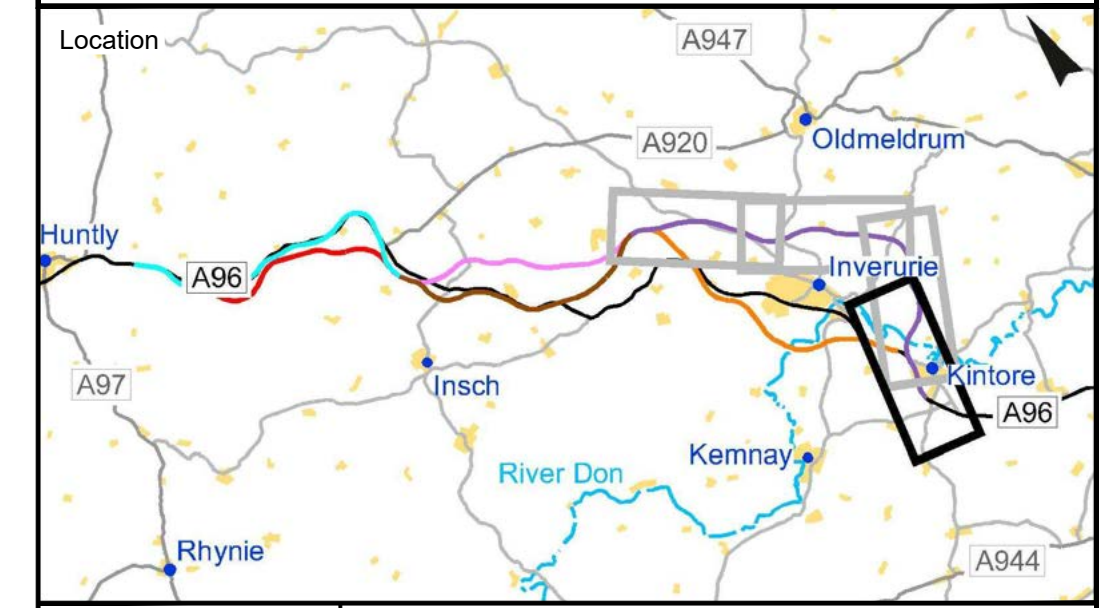 Location
A947
Oldmeldrum
A920
Huntly
A96
Inverurie
A97
Insch
Kintore
A96
Kemnay
River Don
Rhynie
A944